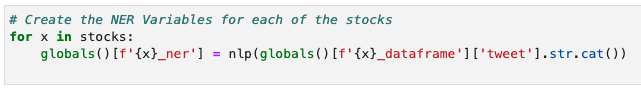 # Create the NER Variables for each of the stocks
for x in stocks:
    globals()[f'{x}_ner'] = nlp(globals()[f'{x}_dataframe']['tweet'].str.cat())